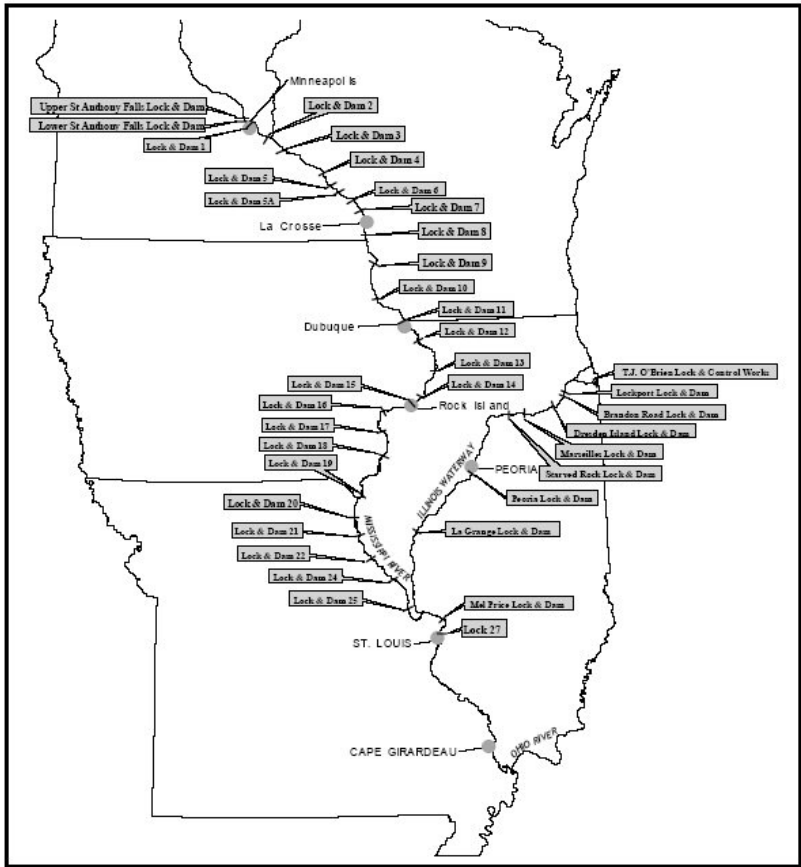 Minneapolis
Upper St Anthony Falls Lock & Dam
Lower St Anthony Falls Lock & Dam
Lock & Dam 1
Lock & Dam 2
Lock & Dam 3
Lock & Dam 4
Lock & Dam 5
Lock & Dam 5A
Lock & Dam 6
Lock & Dam 7
La Crosse
Lock & Dam 8
Lock & Dam 9
Lock & Dam 10
Lock & Dam 11
Dubuque
Lock & Dam 12
Lock & Dam 13
Lock & Dam 15
Lock & Dam 14
Lock & Dam 16
Rock Island
Lock & Dam 17
Lock & Dam 18
Lock & Dam 19
T.J. O'Brien Lock & Control Works
Lockport Lock & Dam
Brandon Road Lock & Dam
Dresden Island Lock & Dam
Marseilles Lock & Dam
Starved Rock Lock & Dam
PEORIA
Peoria Lock & Dam
ILLINOIS WATERWAY
Lock & Dam 20
Lock & Dam 21
La Grange Lock & Dam
MISSISSIPPI RIVER
Lock & Dam 22
Lock & Dam 24
Lock & Dam 25
Mel Price Lock & Dam
Lock 27
ST. LOUIS
CAPE GIRARDEAU
OHIO RIVER